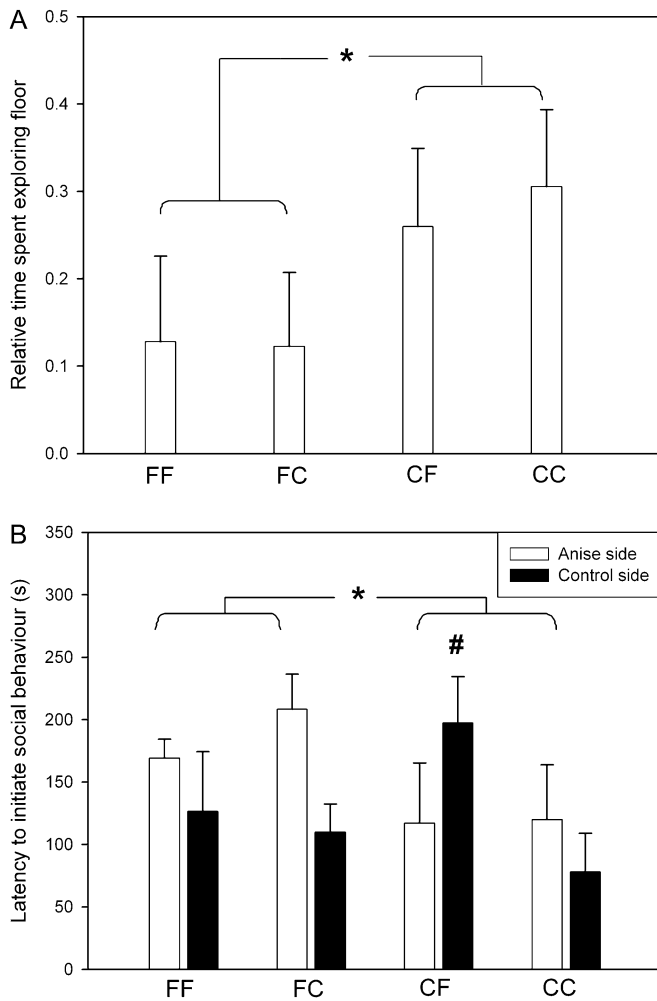 A
Relative time spent exploring floor
0.5
0.4
0.3
0.2
0.1
0.0
*
FF FC CF CC
B
Latency to initiate social behaviour (s)
350
300
250
200
150
100
50
0
Anise side
Control side
*
#
FF FC CF CC